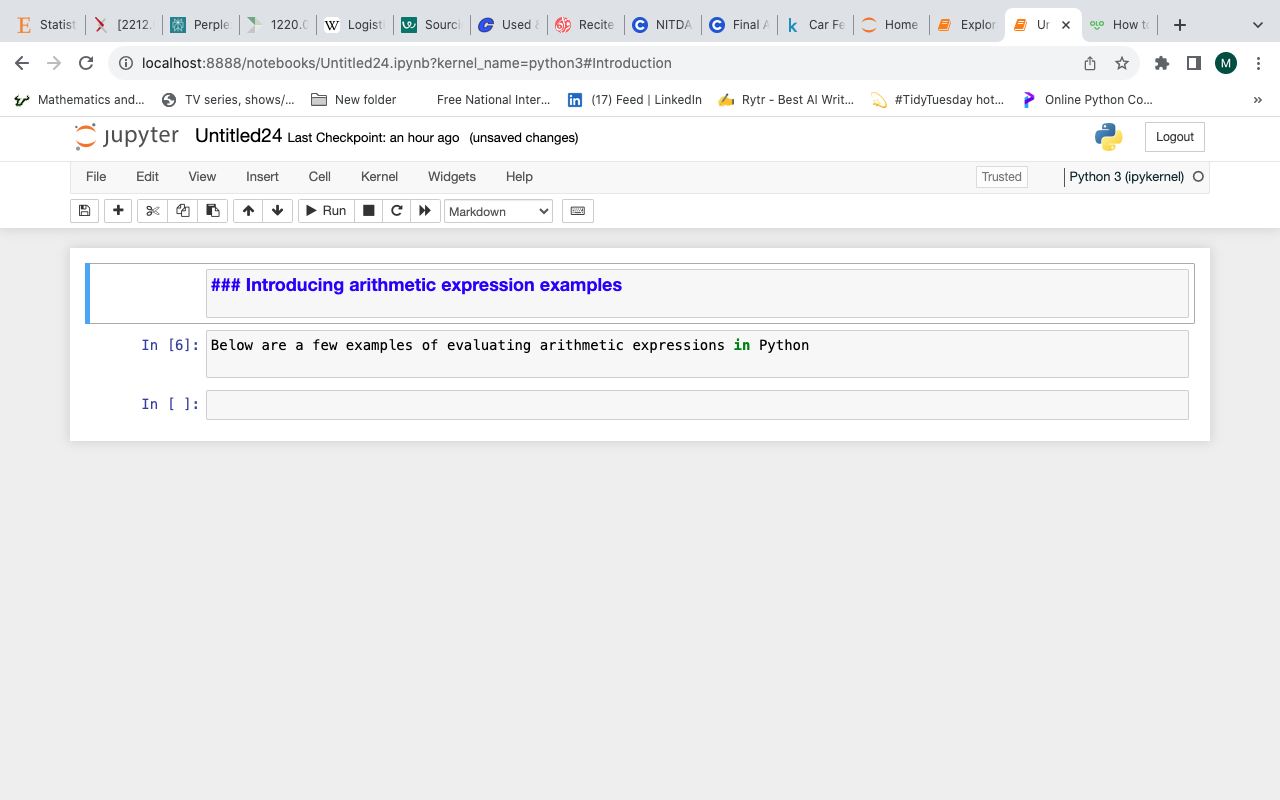 Statist
[2212.
Perple
1220.0
Logisti
Sourci
Used &
Recite
NITDA
Final A
Car Fe
Home
Explor
Un
How to
localhost:8888/notebooks/Untitled24.ipynb?kernel_name=python3#Introduction
M
Mathematics and...
TV series, shows/...
New folder
Free National Inter...
(17) Feed | LinkedIn
Rytr - Best AI Writ...
#TidyTuesday hot...
Online Python Co...
jupyter Untitled24 Last Checkpoint: an hour ago (unsaved changes)
Logout
File Edit View Insert Cell Kernel Widgets Help
Trusted
Python 3 (ipykernel)
Run
Markdown
### Introducing arithmetic expression examples
In [6]: Below are a few examples of evaluating arithmetic expressions in Python
In [ ]: